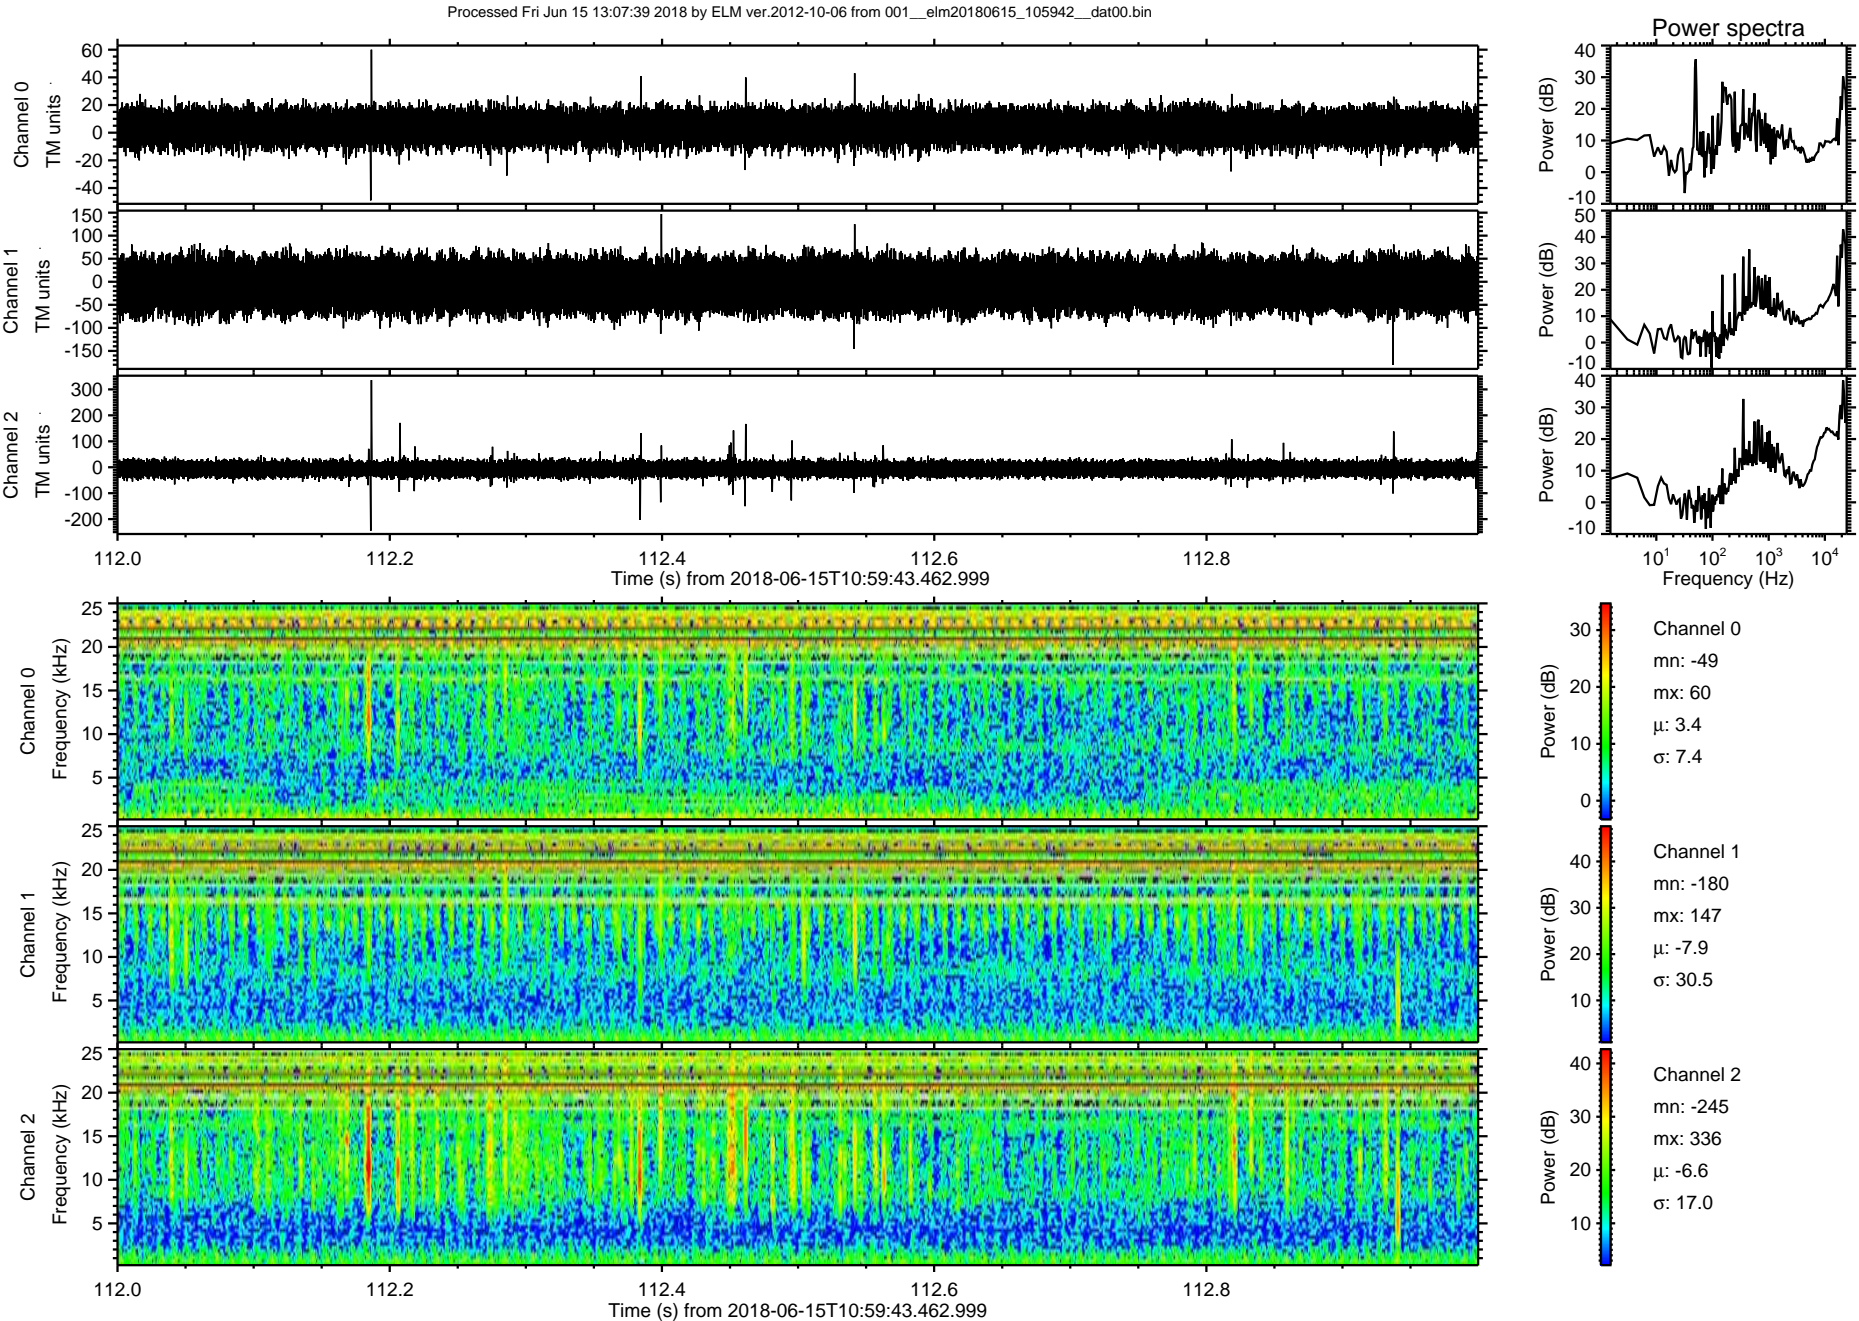 Processed Fri Jun 15 13:07:39 2018 by ELM ver.2012-10-06 from 001__elm20180615_105942__dat00.bin
Power spectra
Channel 0
TM units
60
40
20
0
-20
-40
Power (dB)
40
30
20
10
0
-10
Channel 1
TM units
150
100
50
0
-50
-100
-150
Power (dB)
50
40
30
20
10
0
-10
Channel 2
TM units
300
200
100
0
-100
-200
Power (dB)
40
30
20
10
0
-10
112.0 112.2 112.4 112.6 112.8
Time (s) from 2018-06-15T10:59:43.462.999
10^1 10^2 10^3 10^4
Frequency (Hz)
Channel 0
Frequency (kHz)
25
20
15
10
5
Power (dB)
30
20
10
0
Channel 0
mn: -49
mx: 60
μ: 3.4
σ: 7.4
Channel 1
Frequency (kHz)
25
20
15
10
5
Power (dB)
40
30
20
10
Channel 1
mn: -180
mx: 147
μ: -7.9
σ: 30.5
Channel 2
Frequency (kHz)
25
20
15
10
5
Power (dB)
40
30
20
10
Channel 2
mn: -245
mx: 336
μ: -6.6
σ: 17.0
112.0 112.2 112.4 112.6 112.8
Time (s) from 2018-06-15T10:59:43.462.999